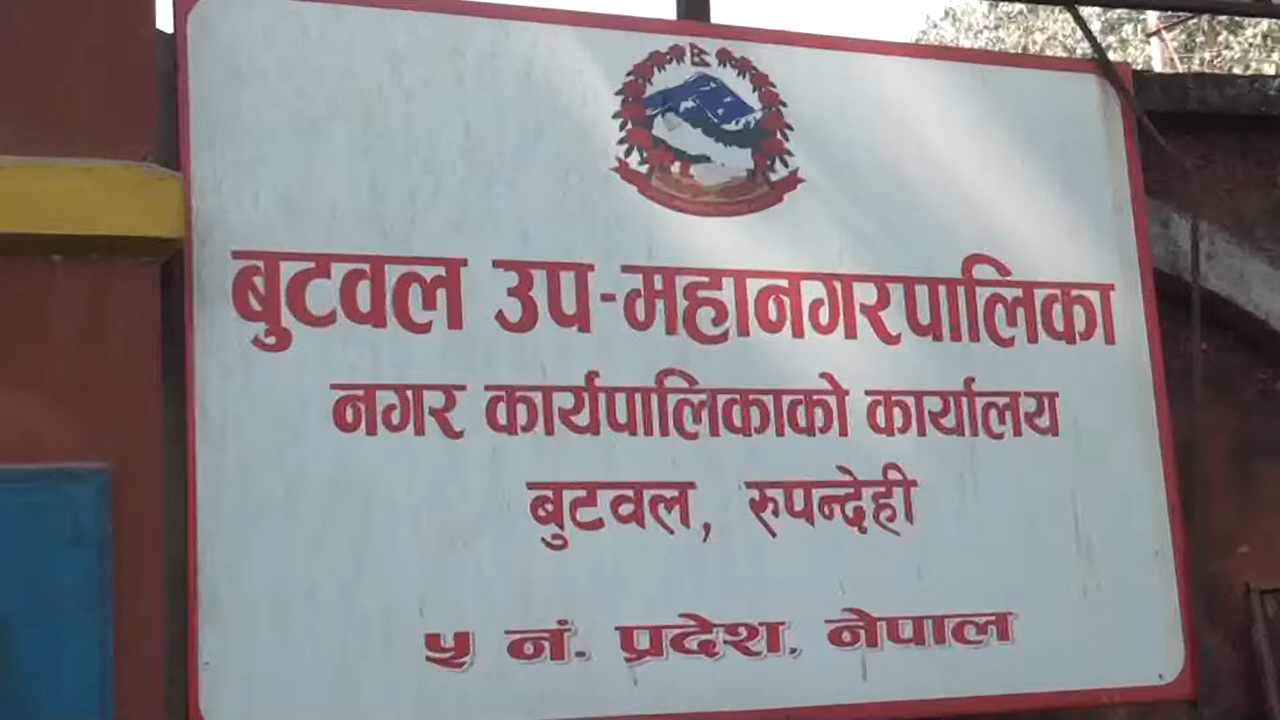 बुटवल उप-महानगरपालिका
नगर कार्यपालिकाको कार्यालय
बुटवल, रुपन्देही
५ नं. प्रदेश, नेपाल